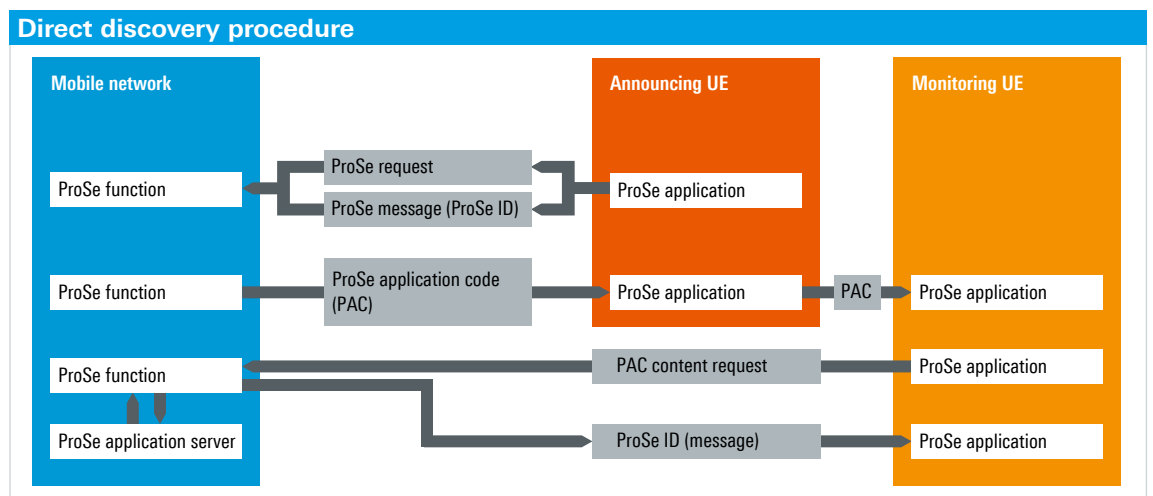 Direct discovery procedure
Mobile network
Announcing UE
Monitoring UE
ProSe request
ProSe function
ProSe application
ProSe message (ProSe ID)
ProSe function
ProSe application code
(PAC)
ProSe application
PAC
ProSe application
ProSe function
PAC content request
ProSe application
ProSe application server
ProSe ID (message)
ProSe application